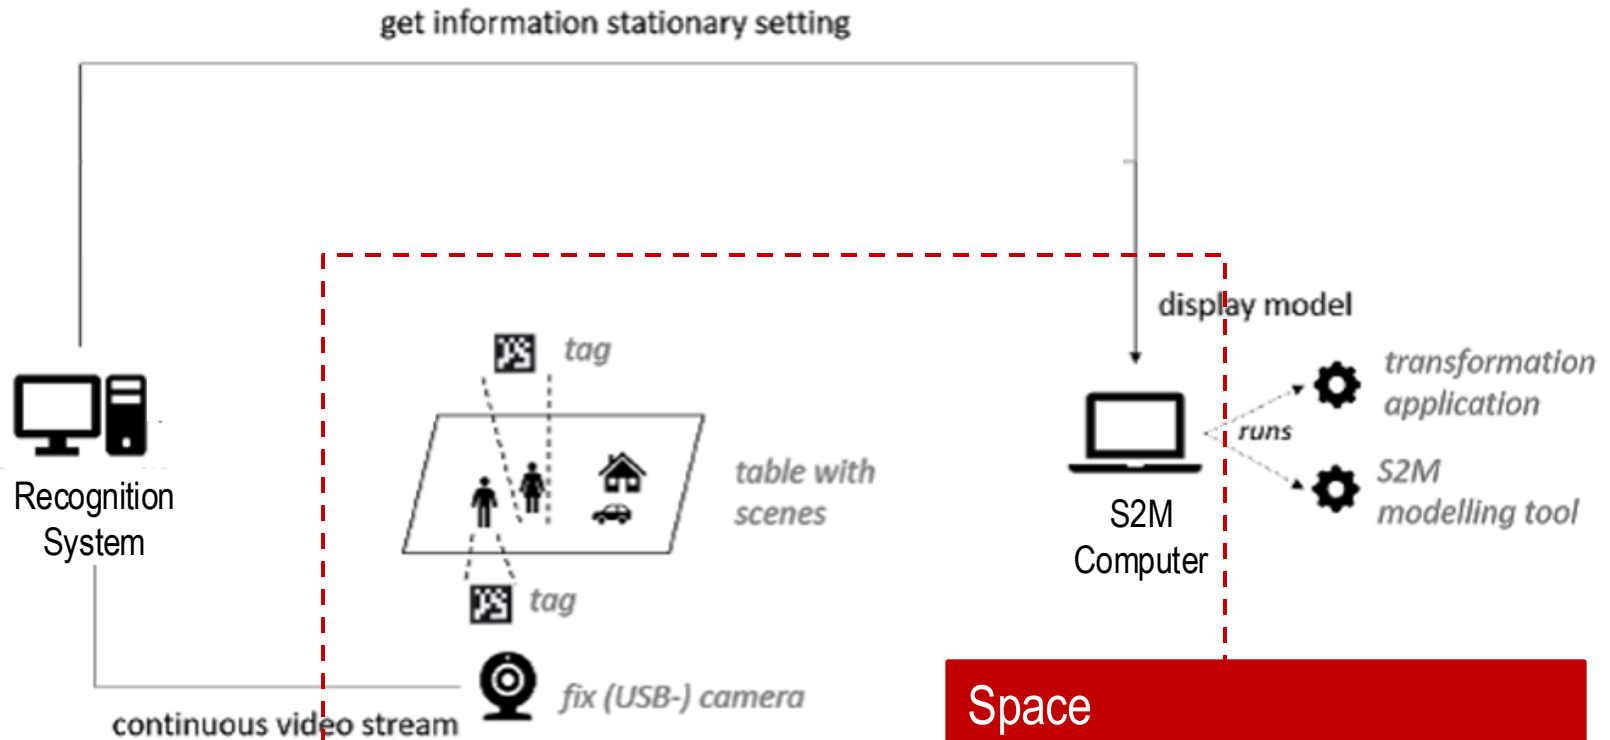 get information stationary setting
display model
tag
transformation
application
runs
table with
scenes
S2M
modelling tool
Recognition
System
S2M
Computer
tag
fix (USB-) camera
continuous video stream
Space